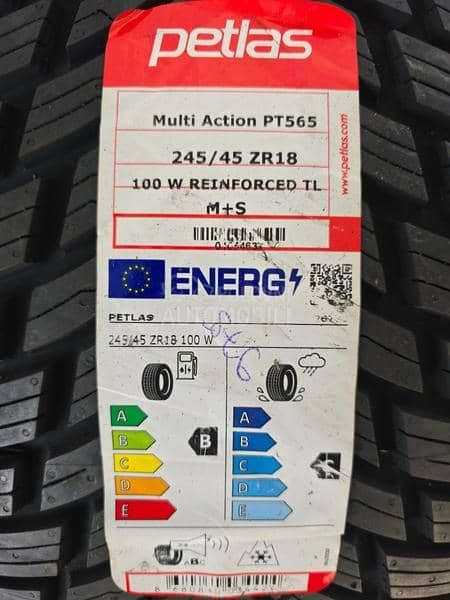 petlas
Multi Action PT565
245/45 ZR18
100 W REINFORCED TL
M+S
www.petlas.com
ENERG
PETLAS
245/45 ZR18 100 W
A
B
C
D
E
B
A
B
C
D
E
ABC